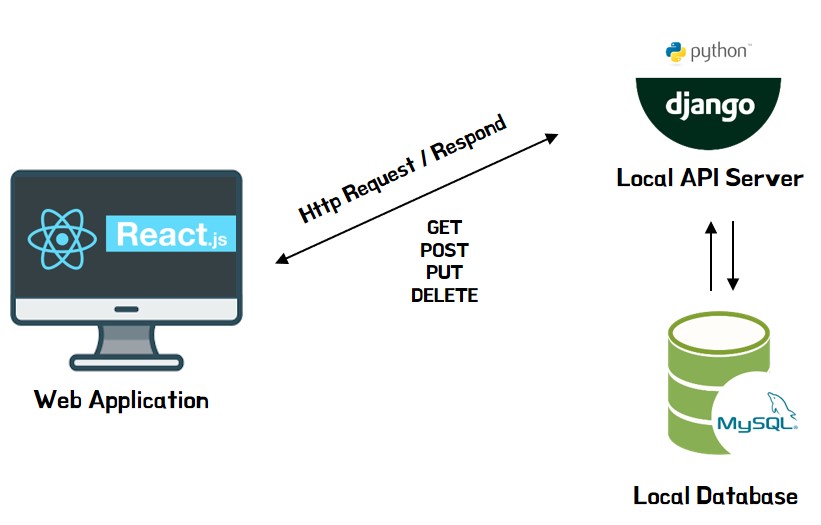 python™
django
Local API Server
Http Request / Respond
React.js
GET
POST
PUT
DELETE
Web Application
MySQL®
Local Database